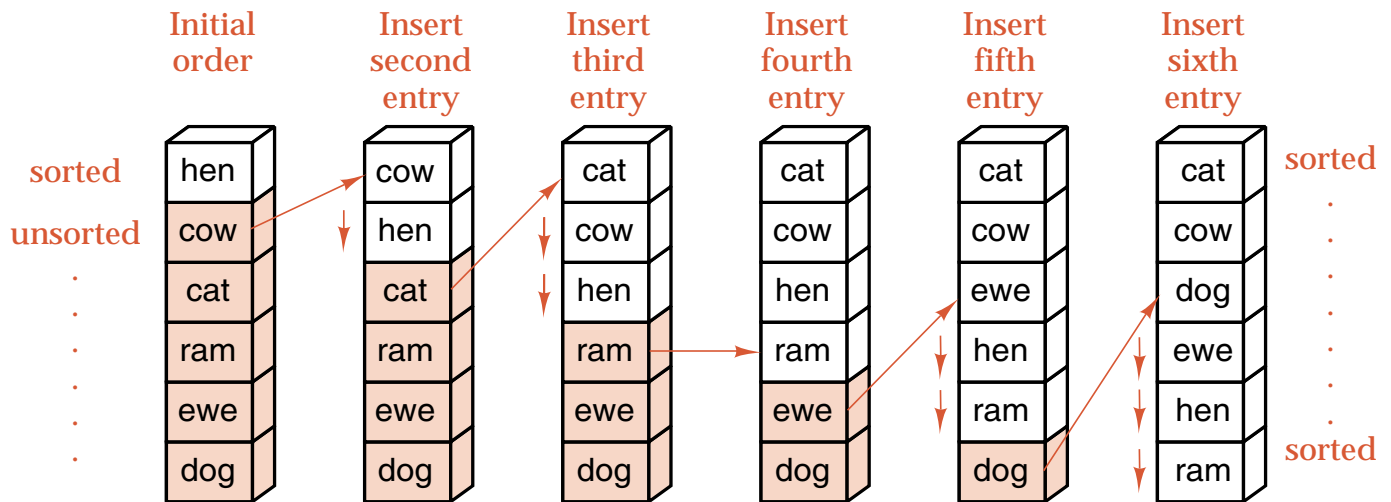 Initial
order
Insert
second
entry
Insert
third
entry
Insert
fourth
entry
Insert
fifth
entry
Insert
sixth
entry
sorted
unsorted
hen
cow
cat
ram
ewe
dog
cow
hen
cat
ram
ewe
dog
cat
cow
hen
ram
ewe
dog
cat
cow
hen
ram
ewe
dog
cat
cow
ewe
hen
ram
dog
cat
cow
dog
ewe
hen
ram
sorted
sorted